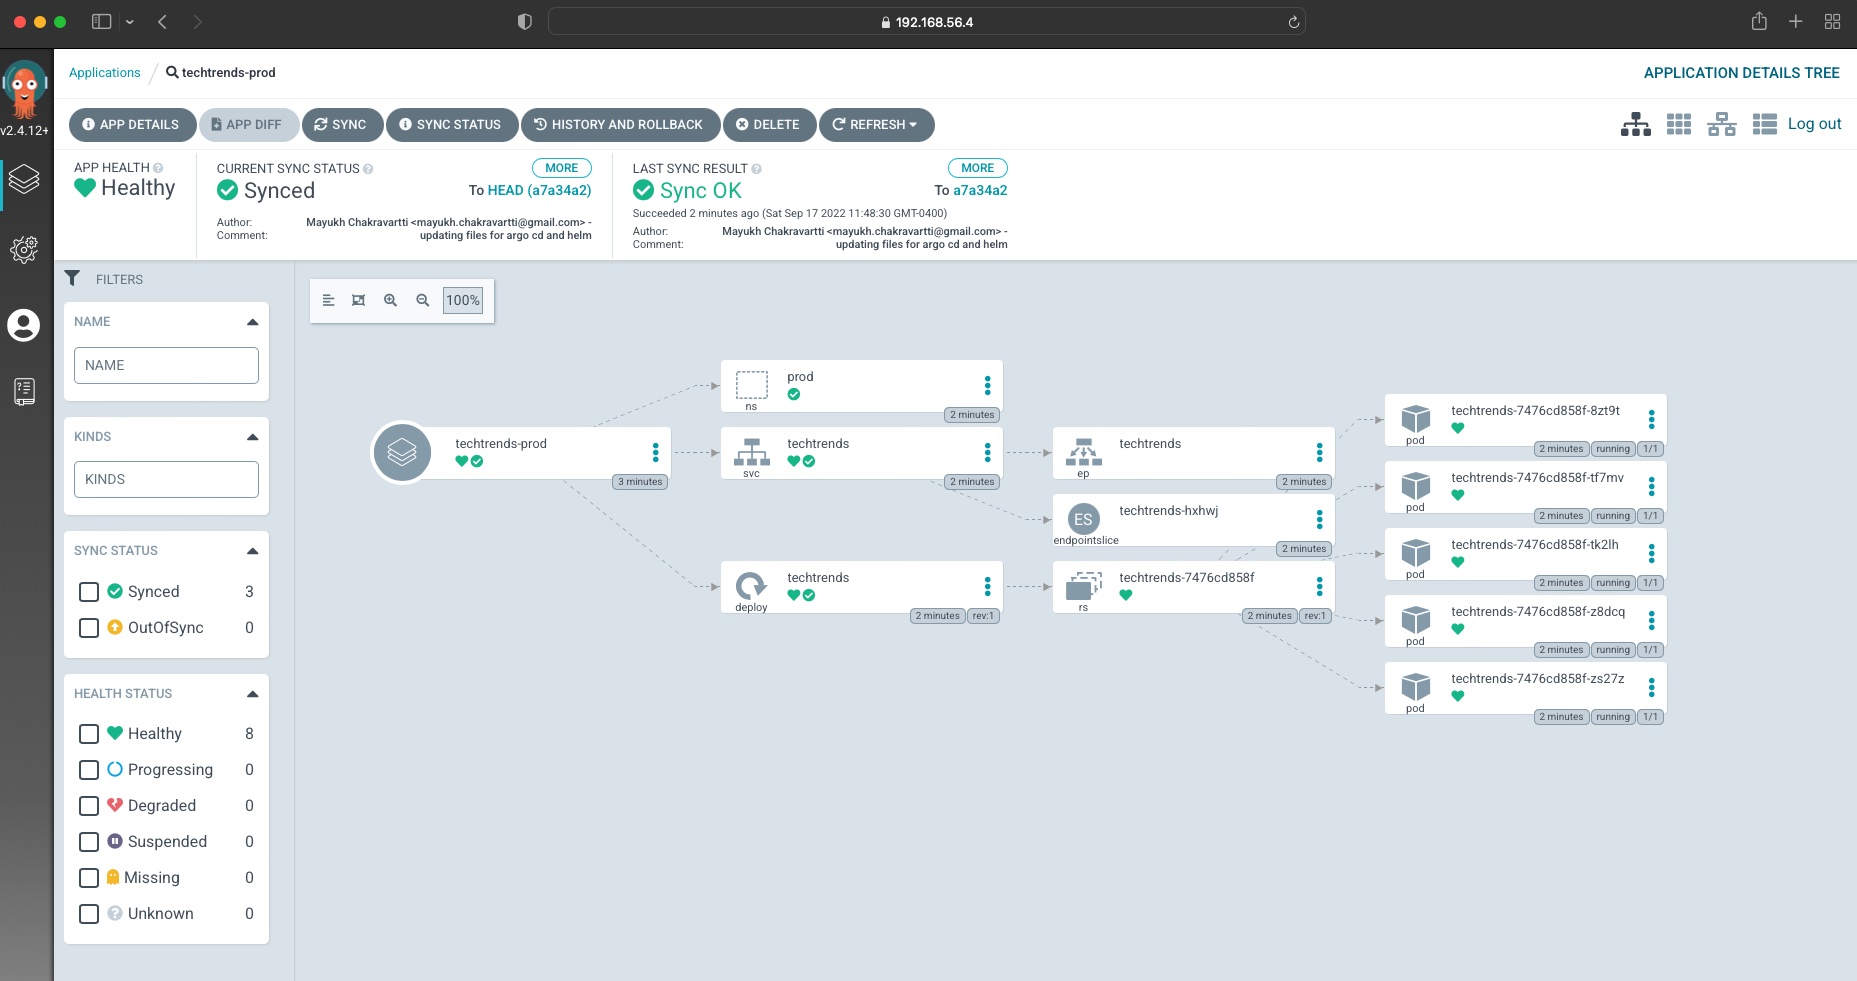 192.168.56.4
Applications / techtrends-prod
APPLICATION DETAILS TREE
v2.4.12+
APP DETAILS
APP DIFF
SYNC
SYNC STATUS
HISTORY AND ROLLBACK
DELETE
REFRESH
Log out
APP HEALTH
Healthy
CURRENT SYNC STATUS
MORE
Synced
To HEAD (a7a34a2)
Author: Mayukh Chakravartti <mayukh.chakravartti@gmail.com> -
Comment: updating files for argo cd and helm
LAST SYNC RESULT
MORE
Sync OK
To a7a34a2
Succeeded 2 minutes ago (Sat Sep 17 2022 11:48:30 GMT-0400)
Author: Mayukh Chakravartti <mayukh.chakravartti@gmail.com> -
Comment: updating files for argo cd and helm
FILTERS
NAME
NAME
KINDS
KINDS
SYNC STATUS
Synced 3
OutOfSync 0
HEALTH STATUS
Healthy 8
Progressing 0
Degraded 0
Suspended 0
Missing 0
Unknown 0
100%
techtrends-prod
3 minutes
prod
ns
2 minutes
techtrends
svc
2 minutes
techtrends
deploy
2 minutes rev:1
techtrends
ep
2 minutes
ES
techtrends-hxhwj
endpointslice
2 minutes
techtrends-7476cd858f
rs
2 minutes rev:1
techtrends-7476cd858f-8zt9t
pod
2 minutes running 1/1
techtrends-7476cd858f-tf7mv
pod
2 minutes running 1/1
techtrends-7476cd858f-tk2lh
pod
2 minutes running 1/1
techtrends-7476cd858f-z8dcq
pod
2 minutes running 1/1
techtrends-7476cd858f-zs27z
pod
2 minutes running 1/1